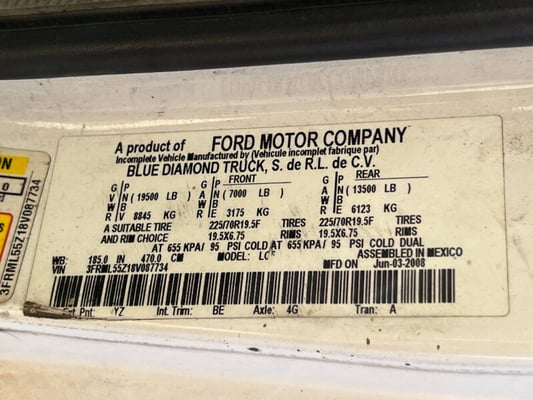 A product of FORD MOTOR COMPANY
Incomplete Vehicle Manufactured by (Vehicule incomplet fabrique par)
BLUE DIAMOND TRUCK, S. de R.L. de C.V.
FRONT REAR
GVWR PNBV ( 19500 LB ) 8845 KG GAWR PNBE ( 7000 LB ) 3175 KG GAWR PNBE ( 13500 LB ) 6123 KG
A SUITABLE TIRE 225/70R19.5F TIRES 225/70R19.5F TIRES
AND RIM CHOICE 19.5X6.75 RIMS 19.5X6.75 RIMS
AT 655 KPA/ 95 PSI COLD AT 655 KPA/ 95 PSI COLD DUAL
WB: 185.0 IN 470.0 CM MODEL: ASSEMBLED IN MEXICO
VIN 3FRML55Z18V087734 MFD ON Jun-03-2008
Pnt: YZ Int. Trim: BE Axle: 4G Tran: A
3FRML55Z18V087734